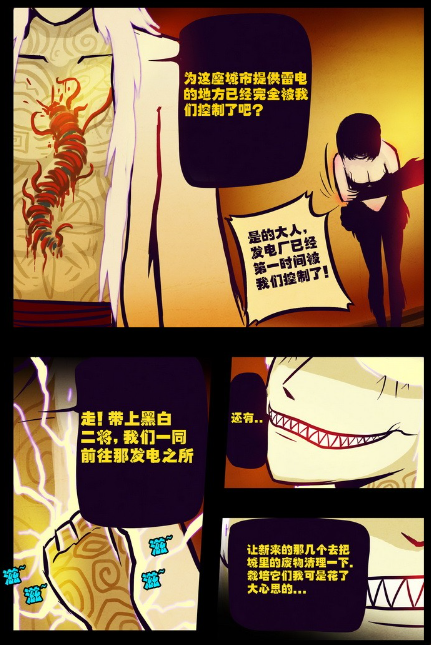 为这座城市提供雷电
的地方已经完全被我
们控制了吧？
是的大人，
发电厂已经
第一时间被
我们控制了！
走！带上黑白
二将，我们一同
前往那发电之所
还有..
滋~
滋~
滋~
滋~
让新来的那几个去把
城里的废物清理一下.
栽培它们我可是花了
大心思的...